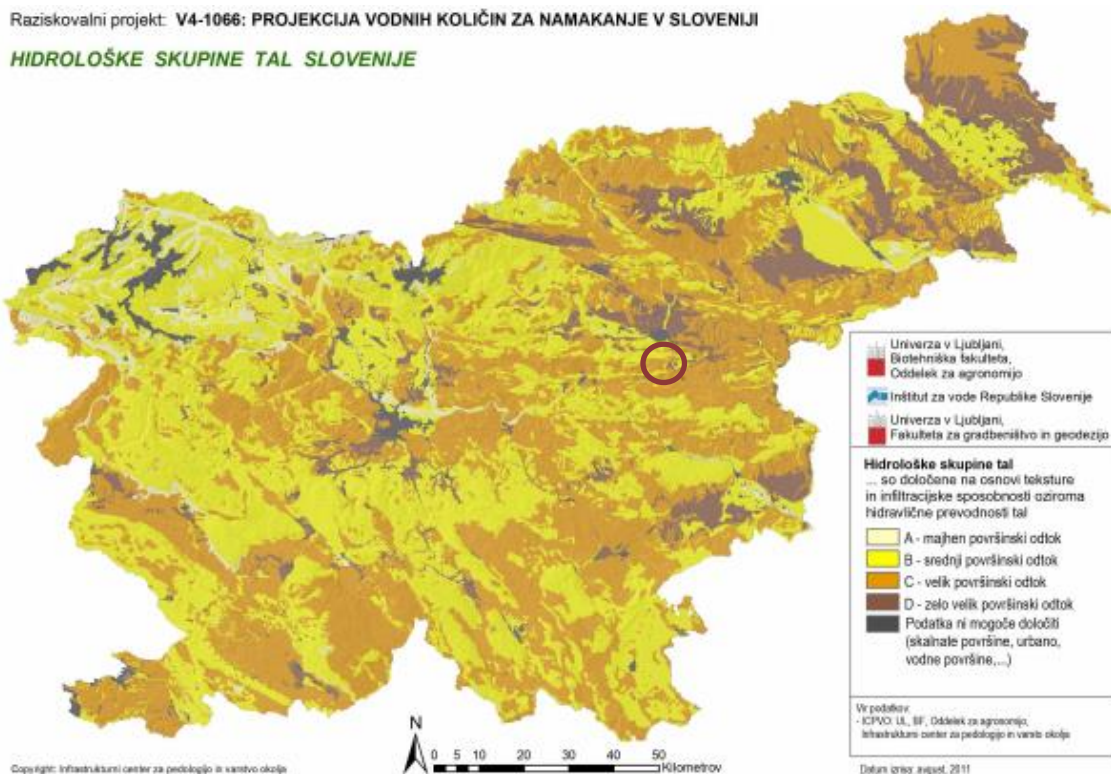 Raziskovalni projekt: V4-1066: PROJEKCIJA VODNIH KOLIČIN ZA NAMAKANJE V SLOVENIJI
HIDROLOŠKE SKUPINE TAL SLOVENIJE
Univerza v Ljubljani,
Biotehniška fakulteta,
Oddelek za agronomijo
Inštitut za vode Republike Slovenije
Univerza v Ljubljani,
Fakulteta za gradbeništvo in geodezijo
Hidrološke skupine tal
... so določene na osnovi teksture
in infiltracijske sposobnosti oziroma
hidravlične prevodnosti tal
A - majhen površinski odtok
B - srednji površinski odtok
C - velik površinski odtok
D - zelo velik površinski odtok
Podatka ni mogoče določiti
(skalnate površine, urbano,
vodne površine,...)
Vir podatkov:
- ICPVO: UL, BF, Oddelek za agronomijo,
Infrastrukturni center za pedologijo in varstvo okolja
N
0 5 10 20 30 40 50
Kilometrov
Copyright: Infrastrukturni center za pedologijo in varstvo okolja
Datum izrisa: avgust, 2011